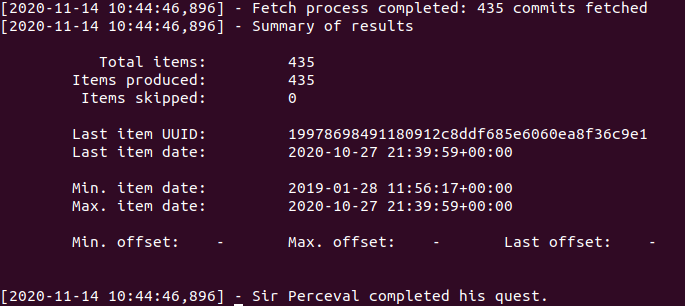 [2020-11-14 10:44:46,896] - Fetch process completed: 435 commits fetched
[2020-11-14 10:44:46,896] - Summary of results
Total items: 435
Items produced: 435
Items skipped: 0
Last item UUID: 19978698491180912c8ddf685e6060ea8f36c9e1
Last item date: 2020-10-27 21:39:59+00:00
Min. item date: 2019-01-28 11:56:17+00:00
Max. item date: 2020-10-27 21:39:59+00:00
Min. offset: - Max. offset: - Last offset: -
[2020-11-14 10:44:46,896] - Sir Perceval completed his quest.